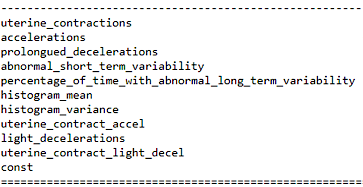 ----------------------------------------------
uterine_contractions
accelerations
prolongued_decelerations
abnormal_short_term_variability
percentage_of_time_with_abnormal_long_term_variability
histogram_mean
histogram_variance
uterine_contract_accel
light_decelerations
uterine_contract_light_decel
const
==============================================